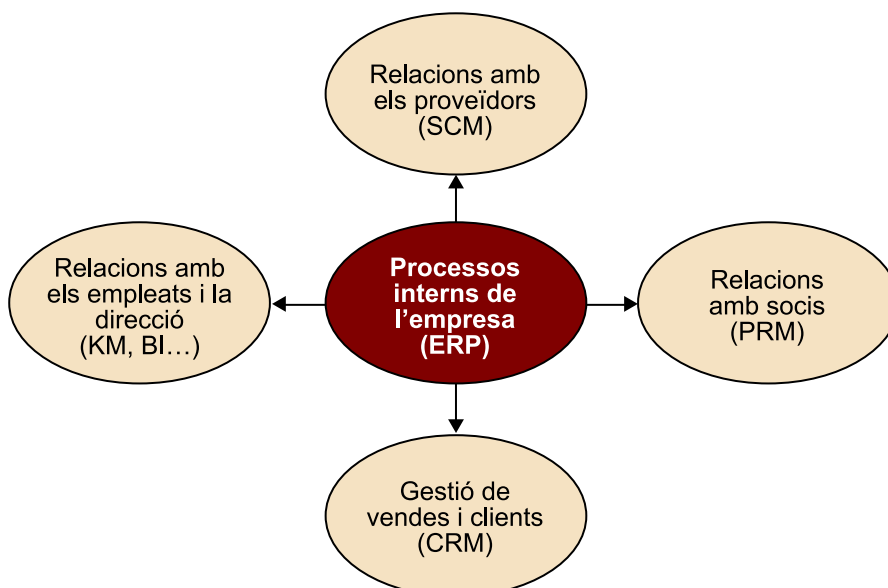 Relacions amb
els proveïdors
(SCM)
Relacions amb
els empleats i la
direcció
(KM, BI…)
Processos
interns de
l’empresa
(ERP)
Relacions
amb socis
(PRM)
Gestió de
vendes i clients
(CRM)